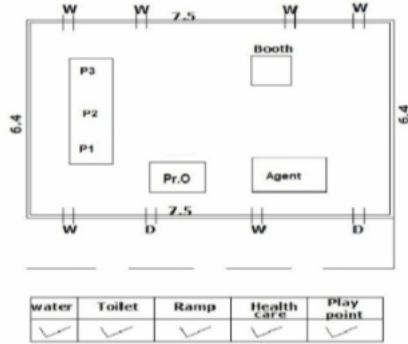 W W W W
7.5
Booth
P3
6.4 6.4
P2
P1
Pr.O Agent
7.5
W D W D
water Toilet Ramp Health care Play point